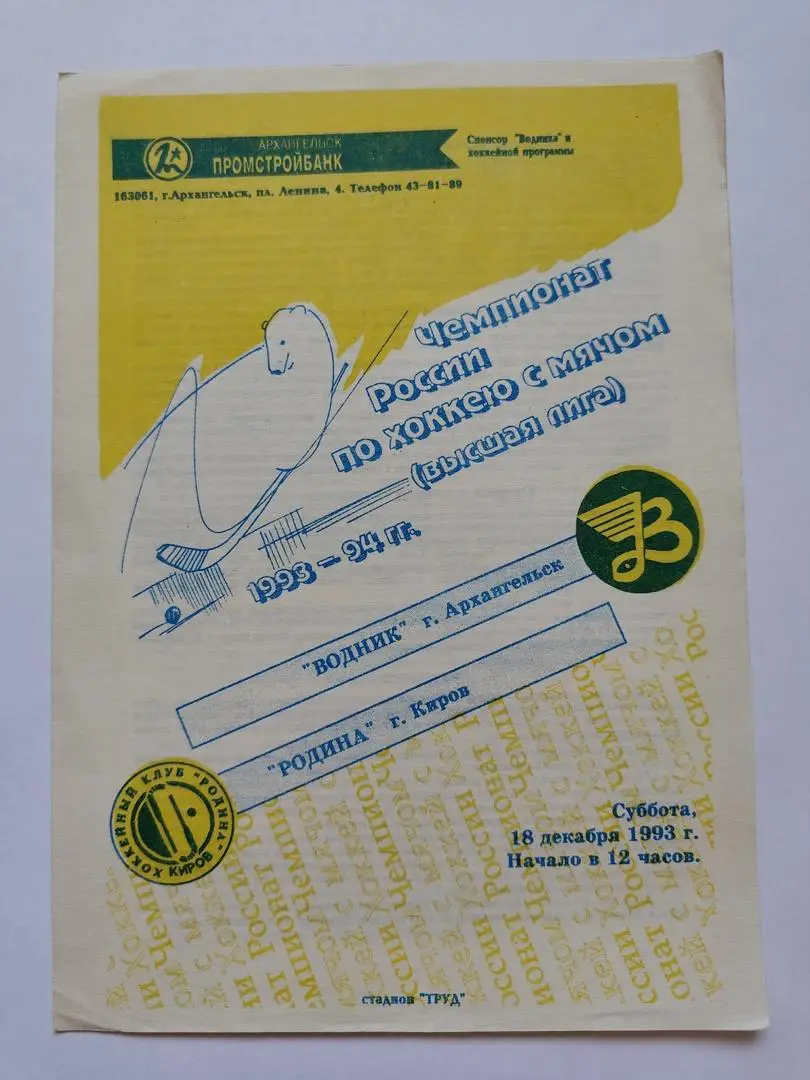 АРХАНГЕЛЬСК
ПРОМСТРОЙБАНК
Спонсор "Водника" и
хоккейной программы
163061, г.Архангельск, пл. Ленина, 4. Телефон 43-81-89
Чемпионат
России
по хоккею с мячом
(высшая лига)
1993 – 94 гг.
"ВОДНИК" г. Архангельск
"РОДИНА" г. Киров
ХОККЕЙНЫЙ КЛУБ "РОДИНА"
КИРОВ
Суббота,
18 декабря 1993 г.
Начало в 12 часов.
стадион "ТРУД"